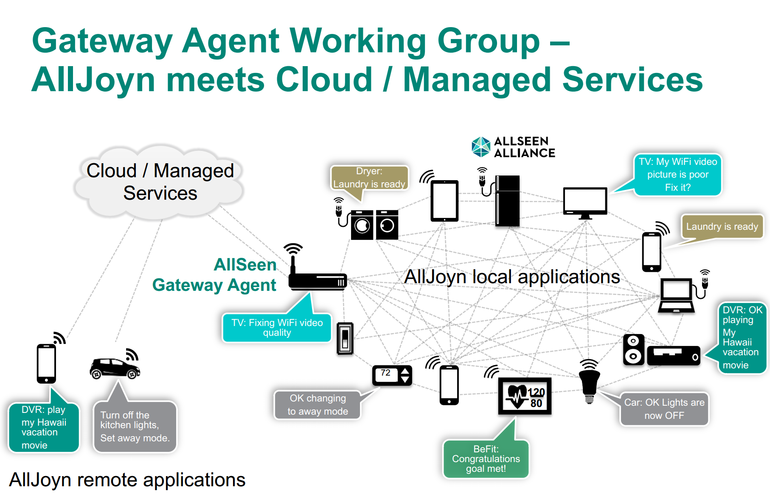 Gateway Agent Working Group –
AllJoyn meets Cloud / Managed Services
ALLSEEN
ALLIANCE
Cloud / Managed
Services
Dryer:
Laundry is ready
TV: My WiFi video
picture is poor
Fix it?
Laundry is ready
AllSeen
Gateway Agent
AllJoyn local applications
TV: Fixing WiFi video
quality
DVR: OK
playing
My
Hawaii
vacation
movie
72
OK changing
to away mode
120
80
Car: OK Lights are
now OFF
DVR: play
my Hawaii
vacation
movie
Turn off the
kitchen lights,
Set away mode.
BeFit:
Congratulations
goal met!
AllJoyn remote applications